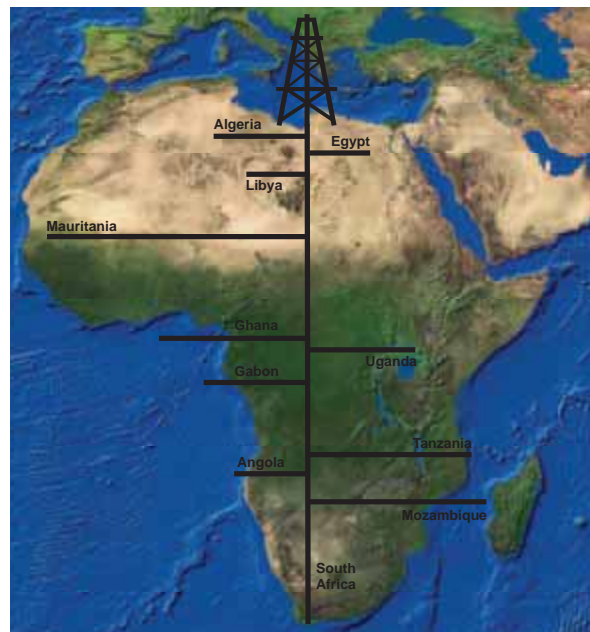 Algeria
Egypt
Libya
Mauritania
Ghana
Uganda
Gabon
Tanzania
Angola
Mozambique
South
Africa